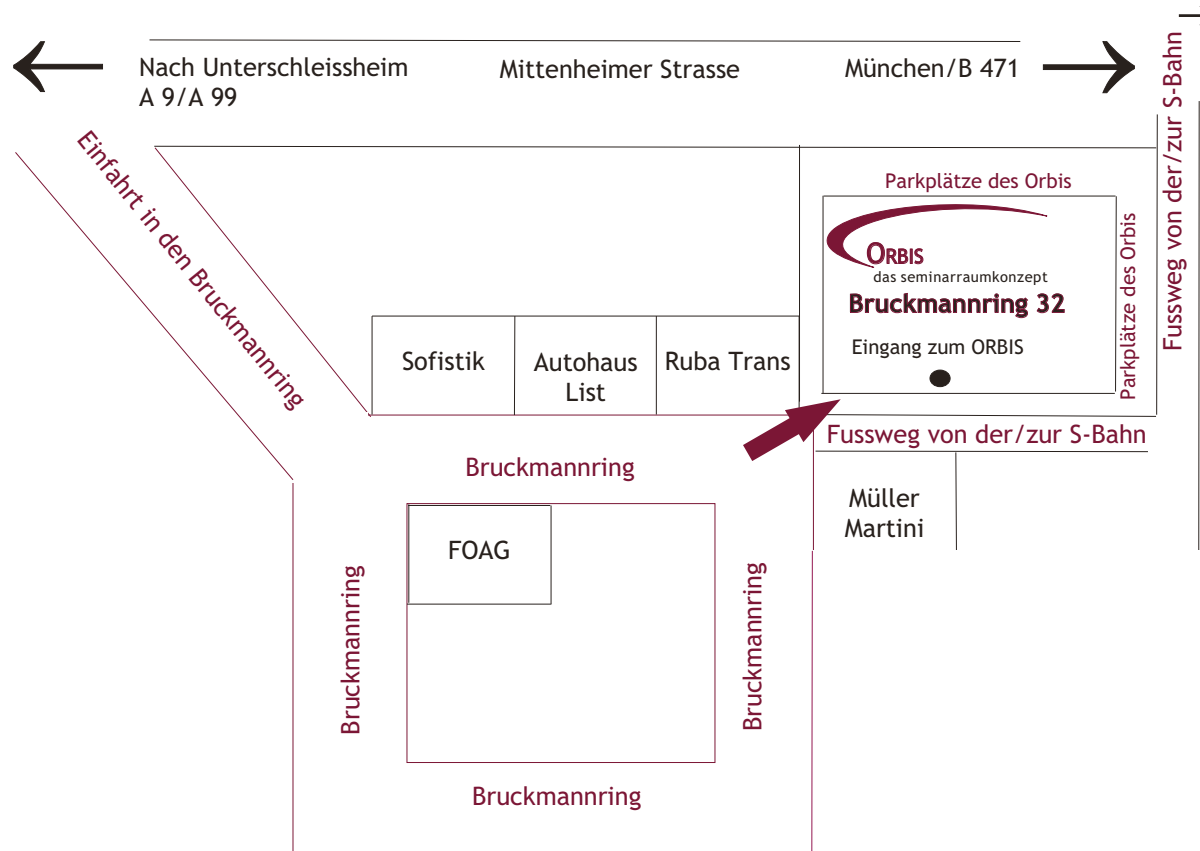 Nach Unterschleissheim
A 9/A 99
Mittenheimer Strasse
München/B 471
Fussweg von der/zur S-Bahn
Einfahrt in den Bruckmannring
Parkplätze des Orbis
ORBIS
das seminarraumkonzept
Bruckmannring 32
Eingang zum ORBIS
Parkplätze des Orbis
Sofistik
Autohaus
List
Ruba Trans
Fussweg von der/zur S-Bahn
Bruckmannring
Müller
Martini
FOAG
Bruckmannring
Bruckmannring
Bruckmannring